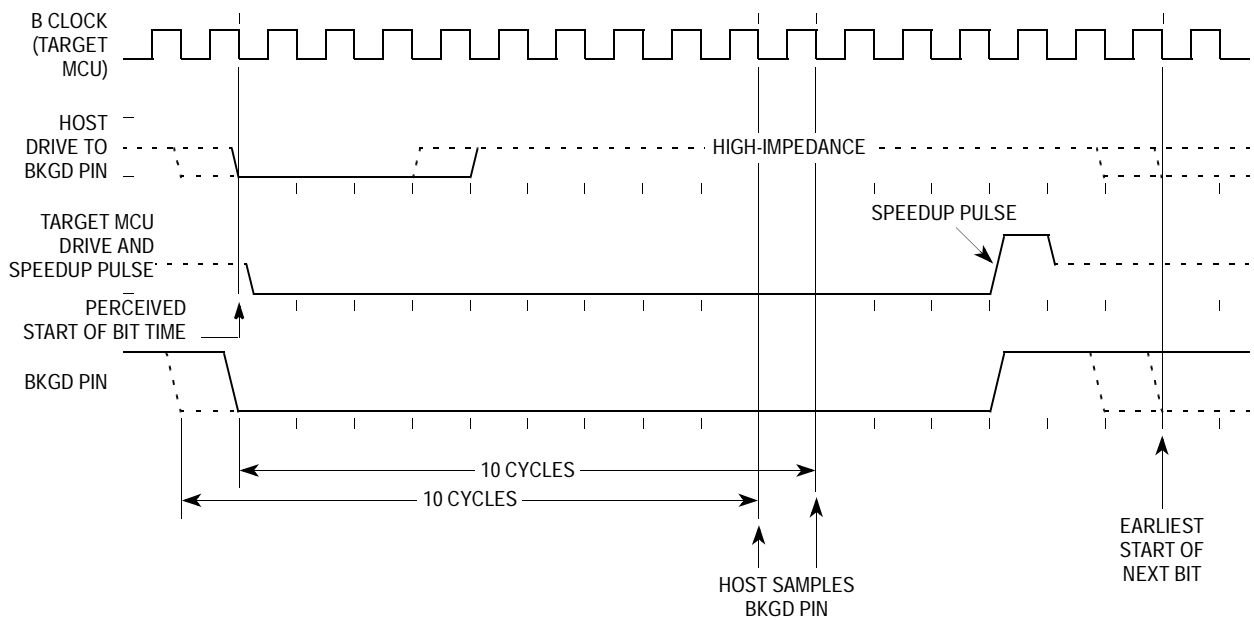 B CLOCK
(TARGET
MCU)
HOST
DRIVE TO
BKGD PIN
HIGH-IMPEDANCE
TARGET MCU
DRIVE AND
SPEEDUP PULSE
SPEEDUP PULSE
PERCEIVED
START OF BIT TIME
BKGD PIN
10 CYCLES
10 CYCLES
HOST SAMPLES
BKGD PIN
EARLIEST
START OF
NEXT BIT